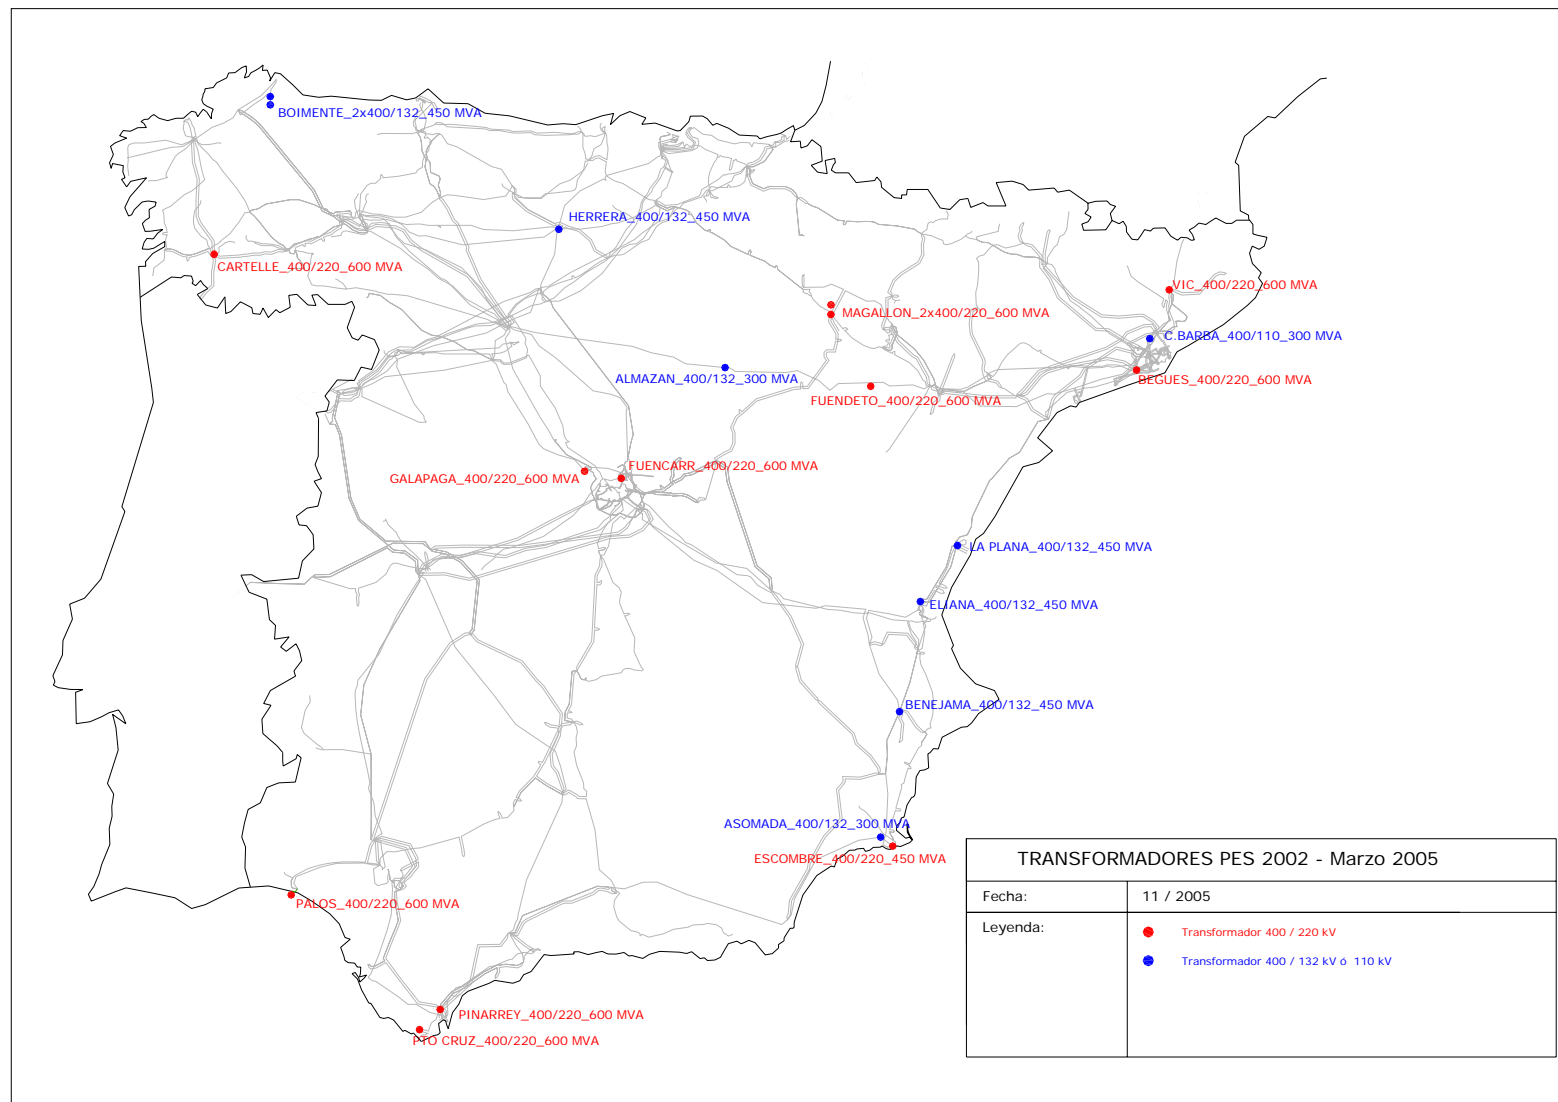 BOIMENTE_2x400/132_450 MVA
HERRERA_400/132_450 MVA
CARTELLE_400/220_600 MVA
VIC_400/220_600 MVA
MAGALLON_2x400/220_600 MVA
C.BARBA_400/110_300 MVA
ALMAZAN_400/132_300 MVA
BEGUES_400/220_600 MVA
FUENDETO_400/220_600 MVA
FUENCARR_400/220_600 MVA
GALAPAGA_400/220_600 MVA
LA PLANA_400/132_450 MVA
ELIANA_400/132_450 MVA
BENEJAMA_400/132_450 MVA
ASOMADA_400/132_300 MVA
ESCOMBRE_400/220_450 MVA
PALOS_400/220_600 MVA
PINARREY_400/220_600 MVA
PTO CRUZ_400/220_600 MVA
TRANSFORMADORES PES 2002 - Marzo 2005
Fecha: 11 / 2005
Leyenda:
Transformador 400 / 220 kV
Transformador 400 / 132 kV ó 110 kV